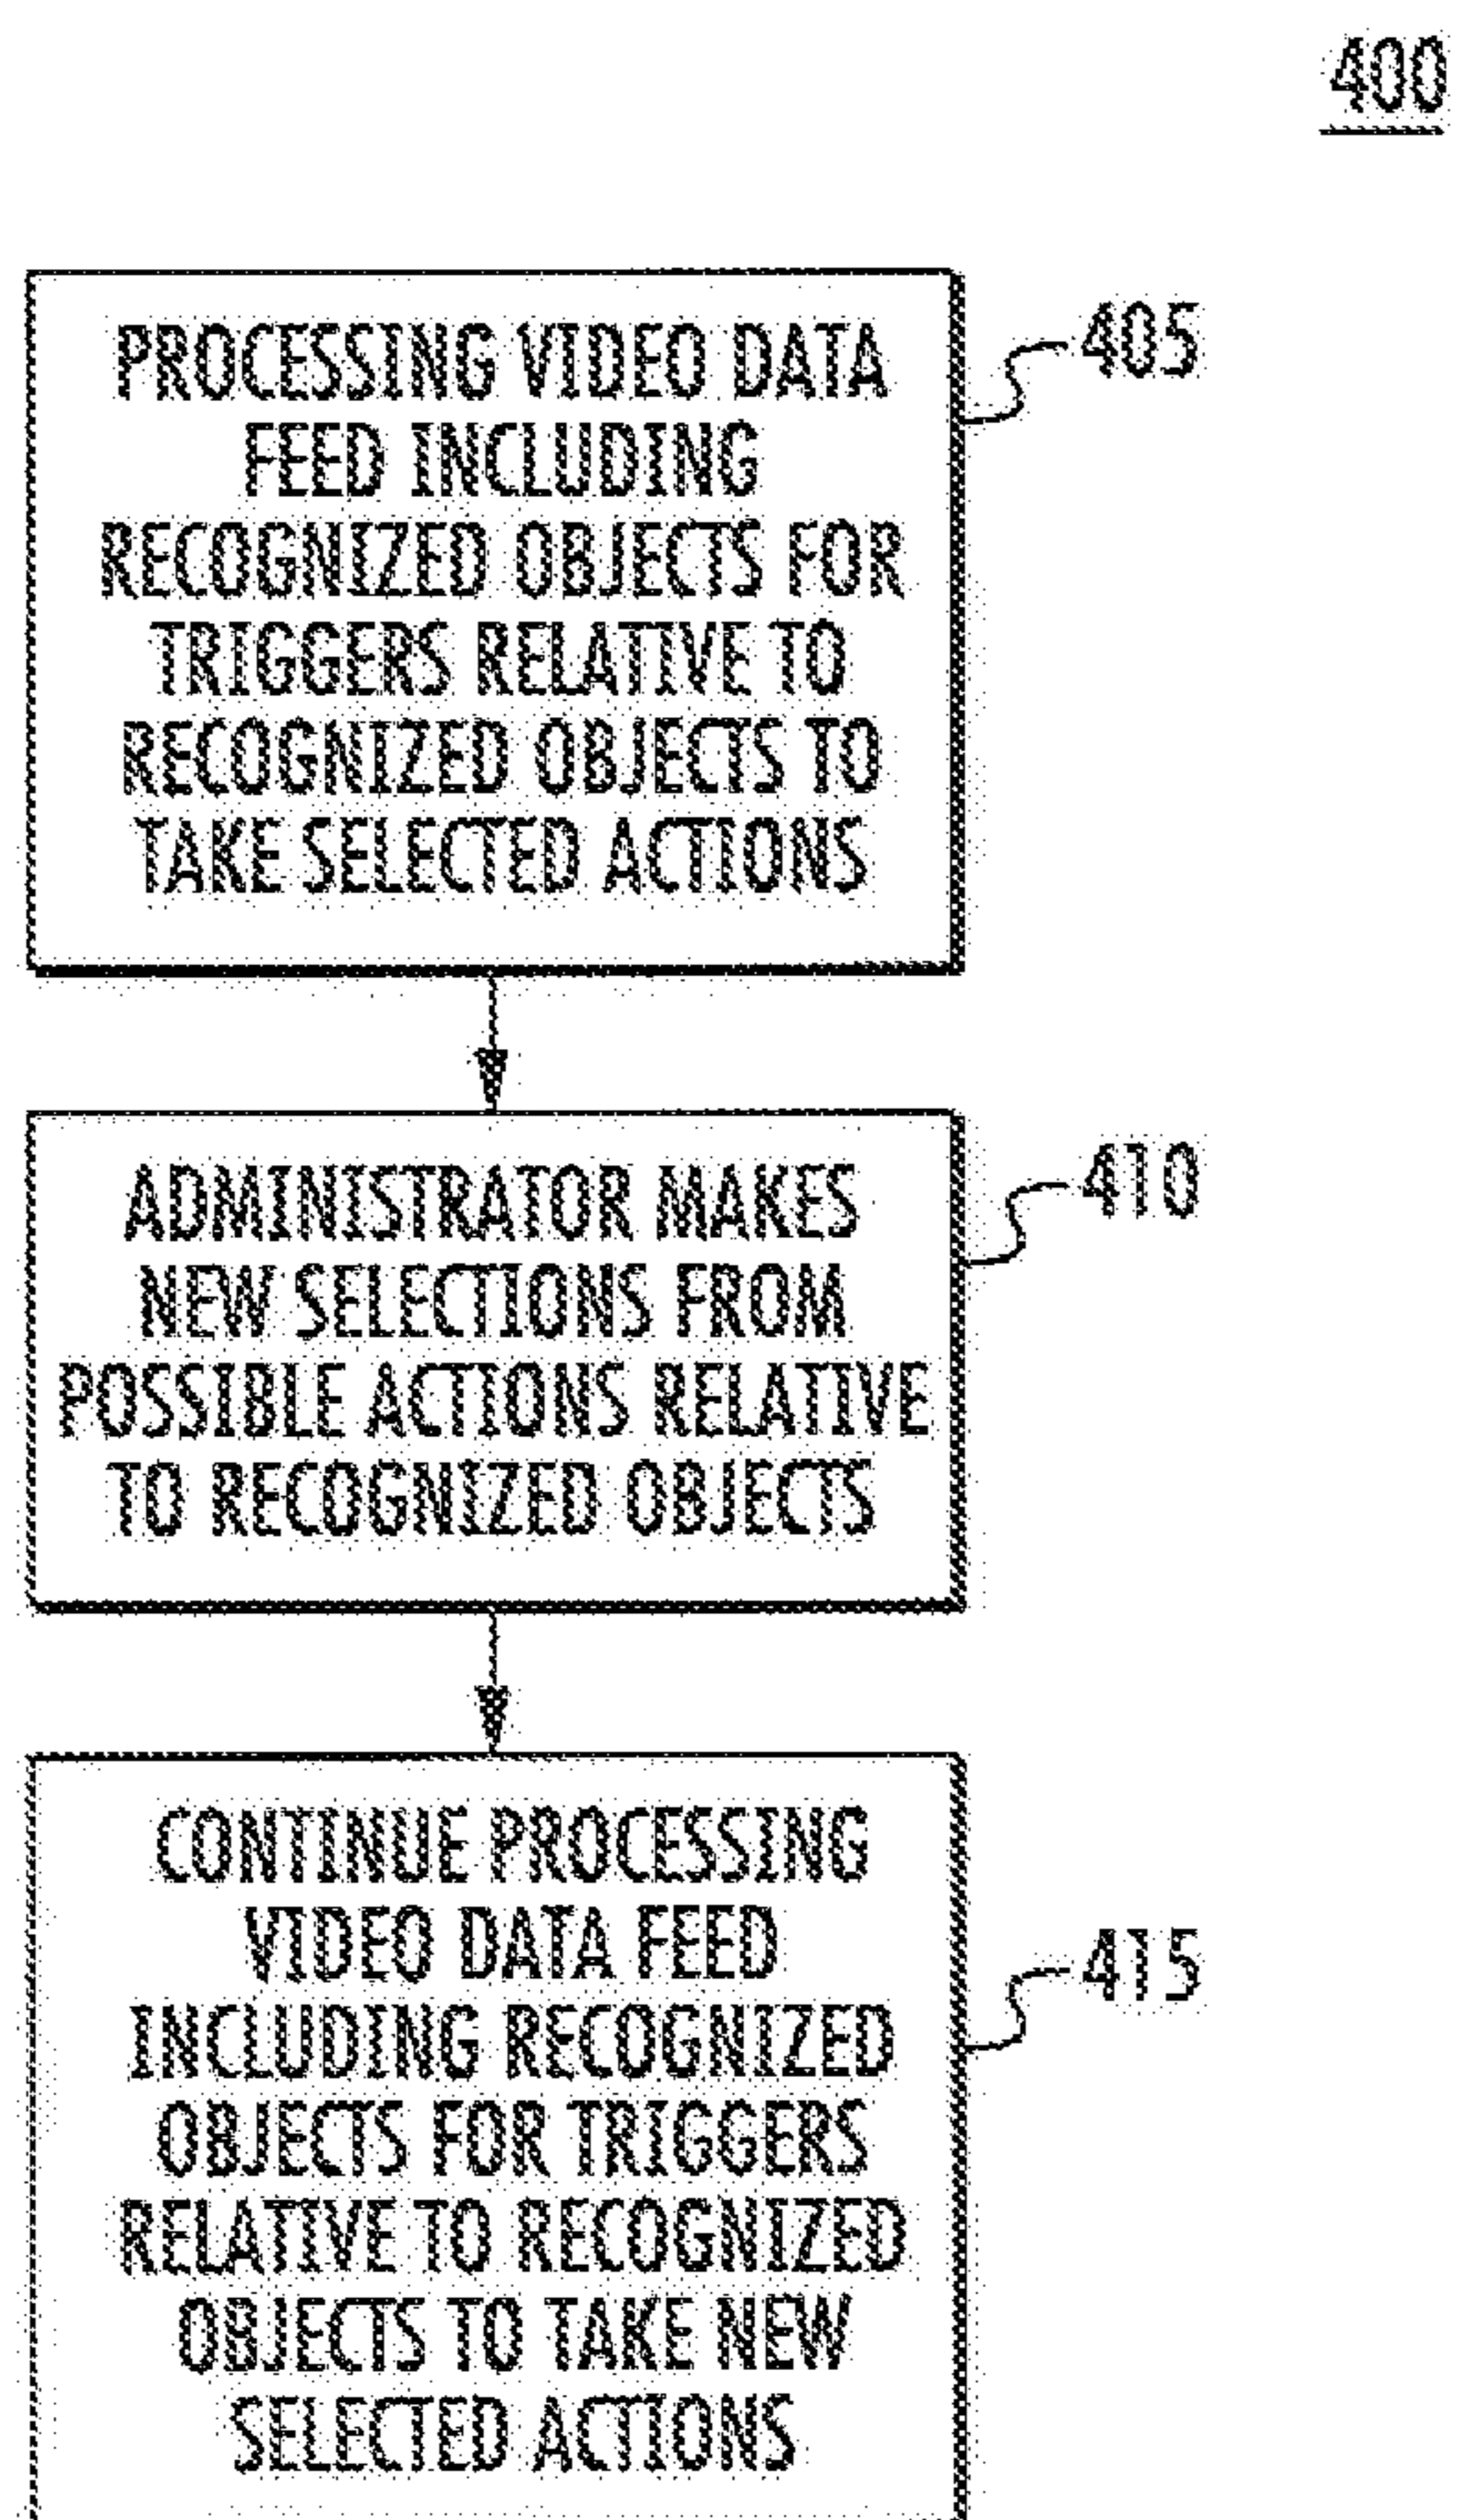 400
PROCESSING VIDEO DATA
FEED INCLUDING
RECOGNIZED OBJECTS FOR
TRIGGERS RELATIVE TO
RECOGNIZED OBJECTS TO
TAKE SELECTED ACTIONS
405
ADMINISTRATOR MAKES
NEW SELECTIONS FROM
POSSIBLE ACTIONS RELATIVE
TO RECOGNIZED OBJECTS
410
CONTINUE PROCESSING
VIDEO DATA FEED
INCLUDING RECOGNIZED
OBJECTS FOR TRIGGERS
RELATIVE TO RECOGNIZED
OBJECTS TO TAKE NEW
SELECTED ACTIONS
415